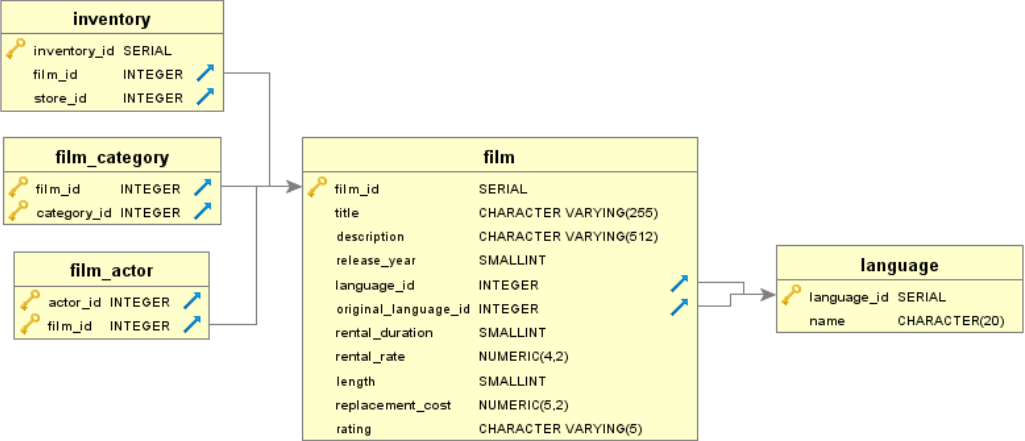 inventory
inventory_id SERIAL
film_id INTEGER
store_id INTEGER
film_category
film_id INTEGER
category_id INTEGER
film_actor
actor_id INTEGER
film_id INTEGER
film
film_id SERIAL
title CHARACTER VARYING(255)
description CHARACTER VARYING(512)
release_year SMALLINT
language_id INTEGER
original_language_id INTEGER
rental_duration SMALLINT
rental_rate NUMERIC(4,2)
length SMALLINT
replacement_cost NUMERIC(5,2)
rating CHARACTER VARYING(5)
language
language_id SERIAL
name CHARACTER(20)